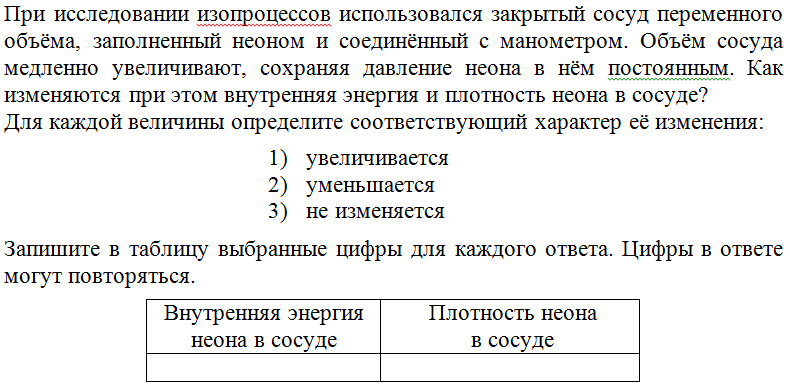 При исследовании изопроцессов использовался закрытый сосуд переменного
объёма, заполненный неоном и соединённый с манометром. Объём сосуда
медленно увеличивают, сохраняя давление неона в нём постоянным. Как
изменяются при этом внутренняя энергия и плотность неона в сосуде?
Для каждой величины определите соответствующий характер её изменения:
1) увеличивается
2) уменьшается
3) не изменяется
Запишите в таблицу выбранные цифры для каждого ответа. Цифры в ответе
могут повторяться.
Внутренняя энергия
неона в сосуде
Плотность неона
в сосуде